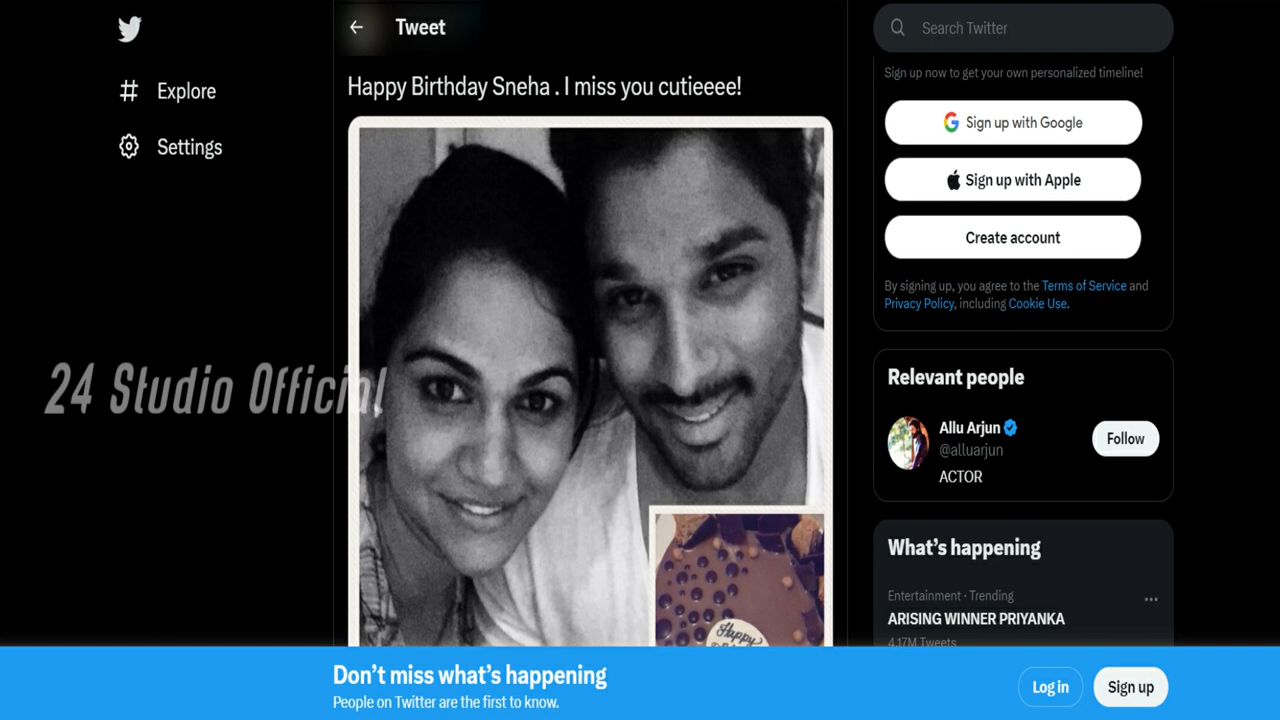 Tweet
Happy Birthday Sneha . I miss you cutieeee!
Explore
Settings
24 Studio Official
Happy
Search Twitter
Sign up now to get your own personalized timeline!
Sign up with Google
Sign up with Apple
Create account
By signing up, you agree to the Terms of Service and
Privacy Policy, including Cookie Use.
Relevant people
Allu Arjun
@alluarjun
ACTOR
Follow
What's happening
Entertainment · Trending
ARISING WINNER PRIYANKA
4.17M Tweets
Don't miss what's happening
People on Twitter are the first to know.
Log in
Sign up